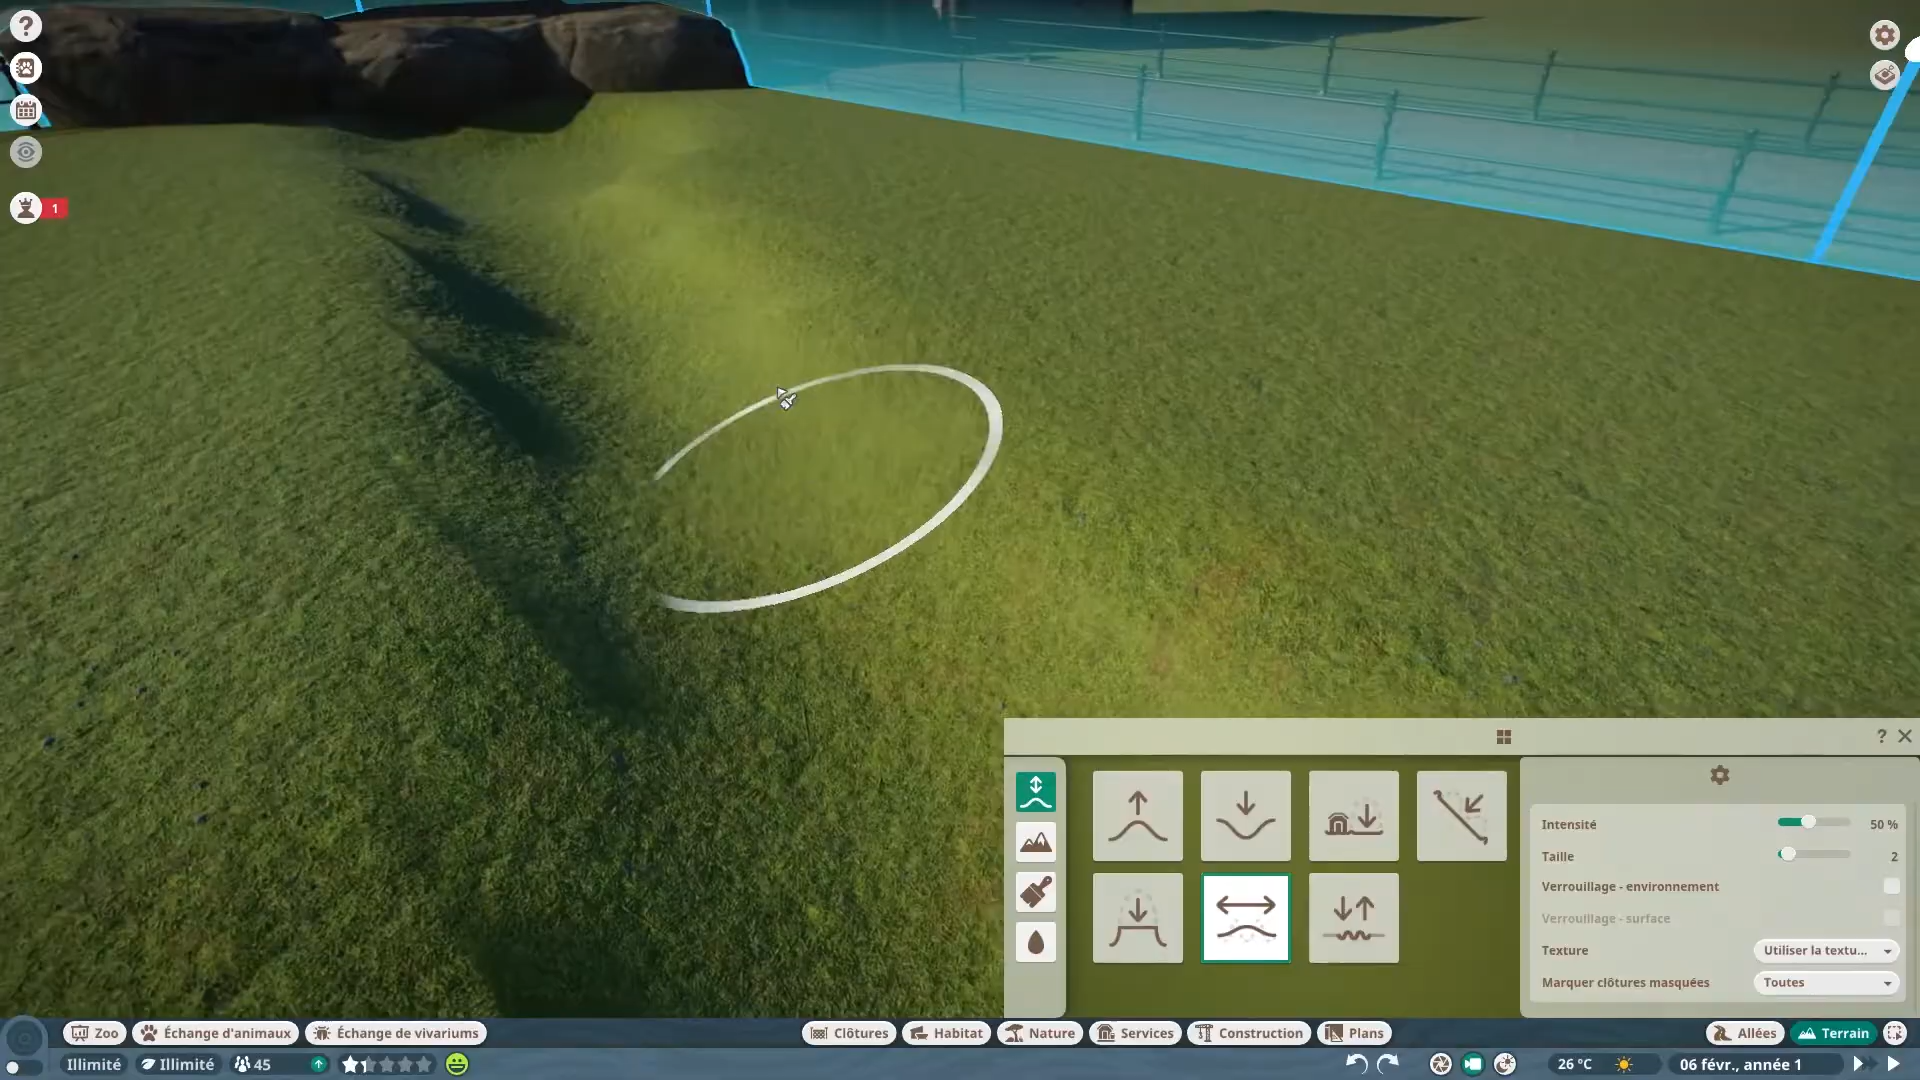 ?
1
? ×
Intensité 50 %
Taille 2
Verrouillage - environnement
Verrouillage - surface
Texture Utiliser la textu...
Marquer clôtures masquées Toutes
Zoo Échange d'animaux Échange de vivariums Clôtures Habitat Nature Services Construction Plans Allées Terrain
Illimité Illimité 45 26 °C 06 févr., année 1